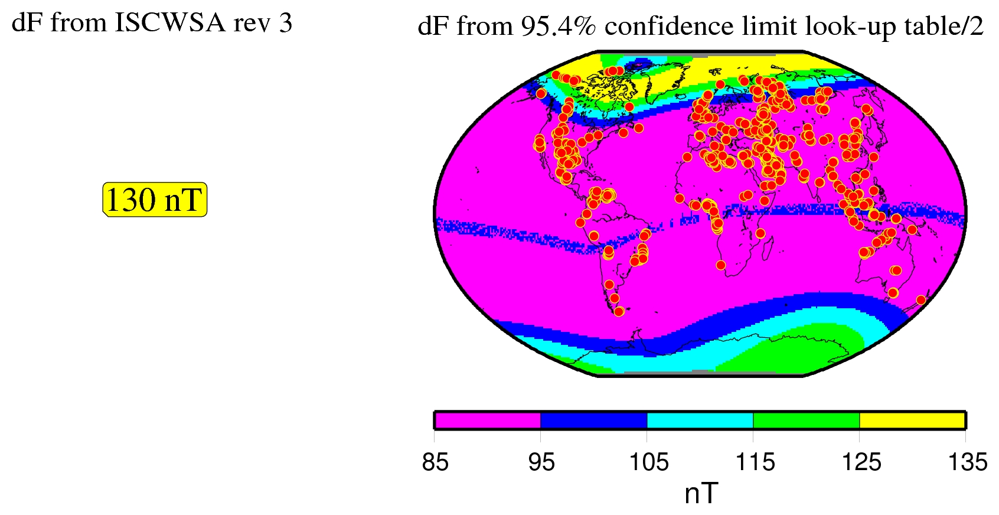 dF from ISCWSA rev 3
dF from 95.4% confidence limit look-up table/2
130 nT
85 95 105 115 125 135
nT